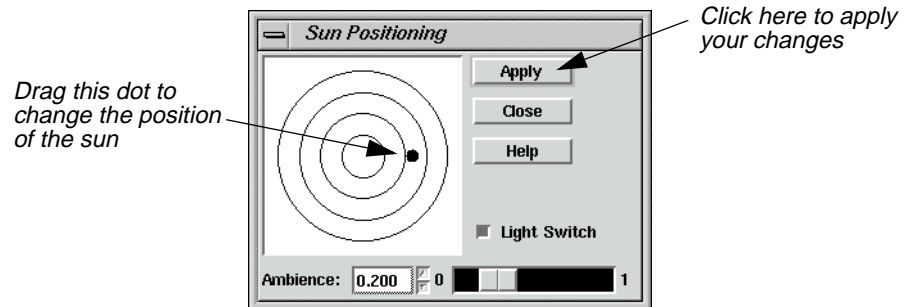 Sun Positioning
Click here to apply
your changes
Apply
Drag this dot to
change the position
of the sun
Close
Help
Light Switch
Ambience: 0.200 0 1